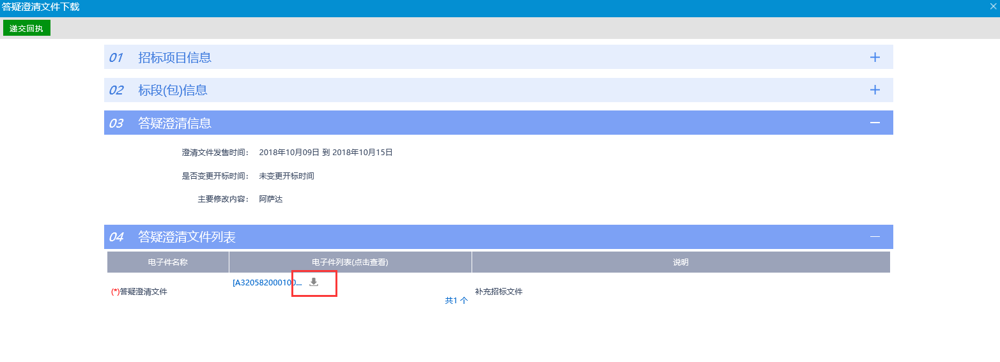 答疑澄清文件下载
递交回执
01 招标项目信息
02 标段(包)信息
03 答疑澄清信息
澄清文件发售时间： 2018年10月09日 到 2018年10月15日
是否变更开标时间： 未变更开标时间
主要修改内容： 阿萨达
04 答疑澄清文件列表
电子件名称 电子件列表(点击查看) 说明
[A320582000100...
(*)答疑澄清文件 补充招标文件
共1 个